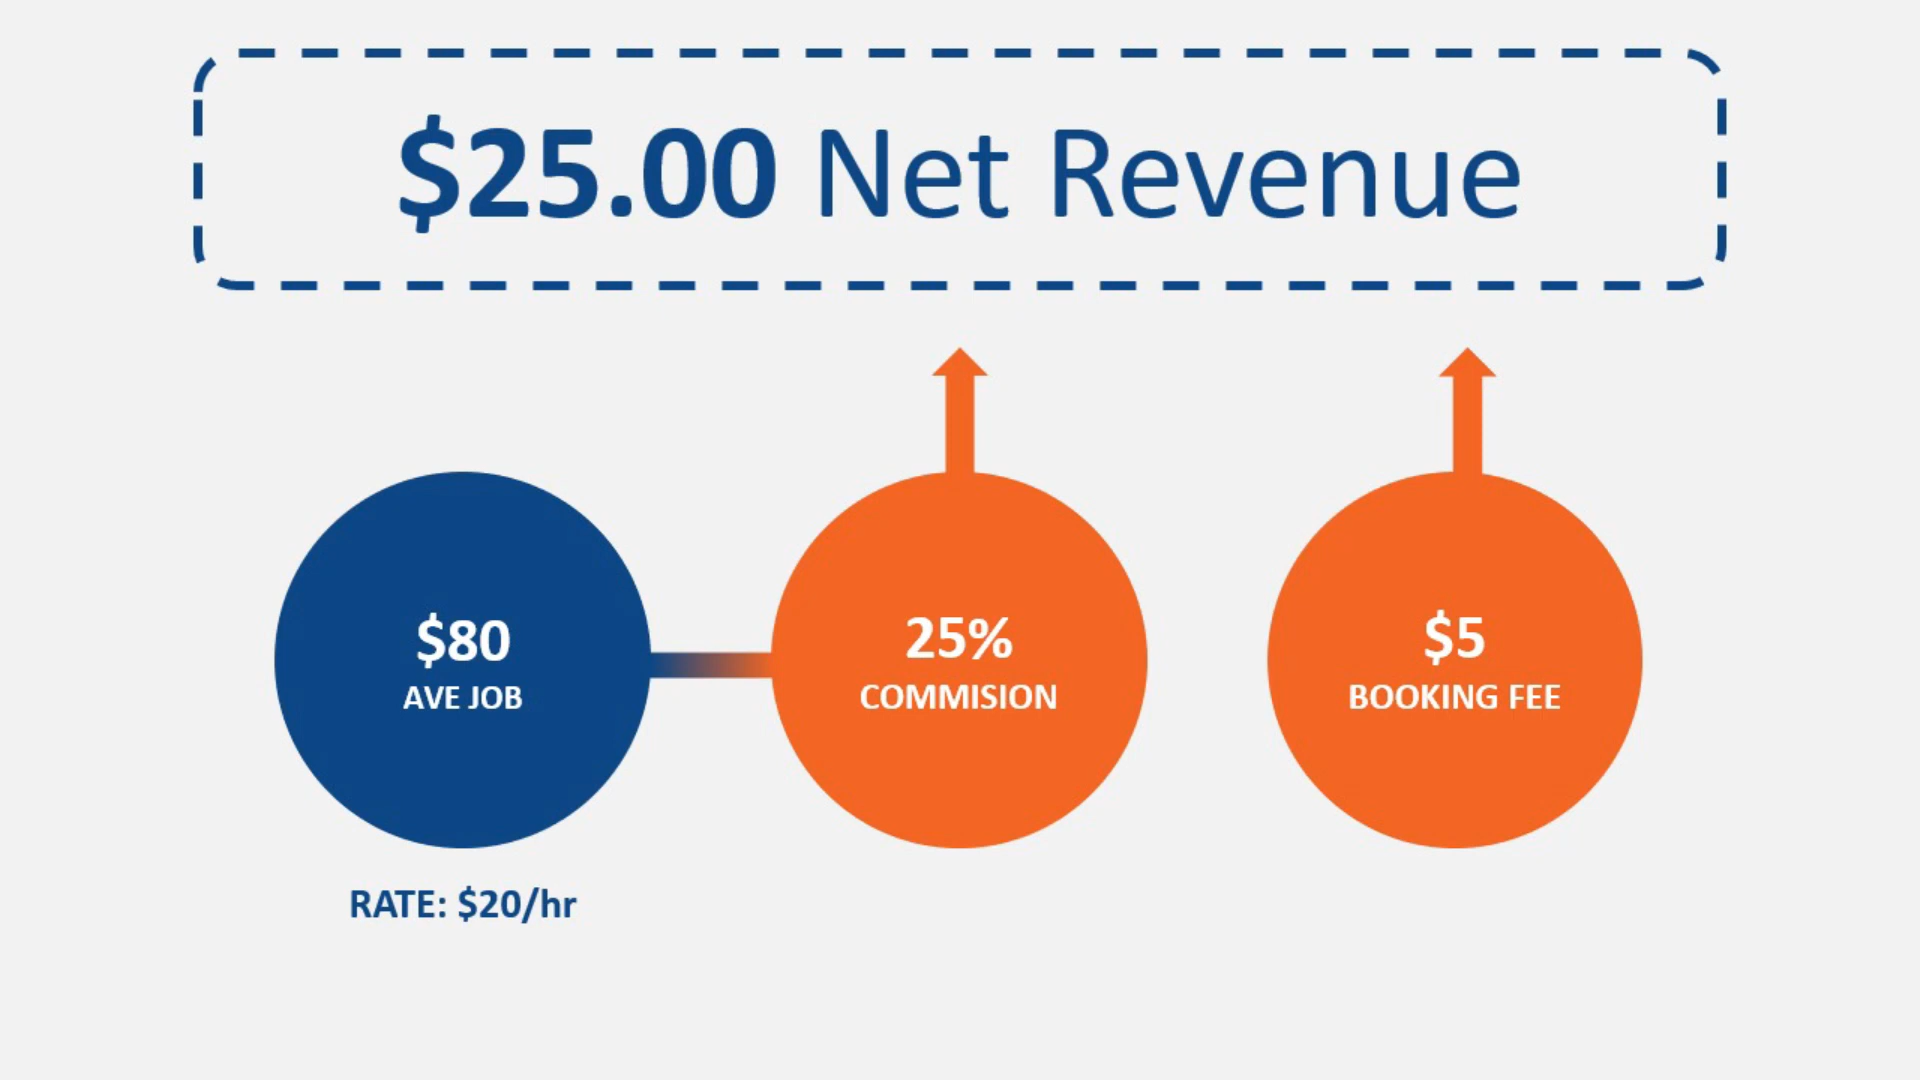 $25.00 Net Revenue
$80
AVE JOB
25%
COMMISION
$5
BOOKING FEE
RATE: $20/hr